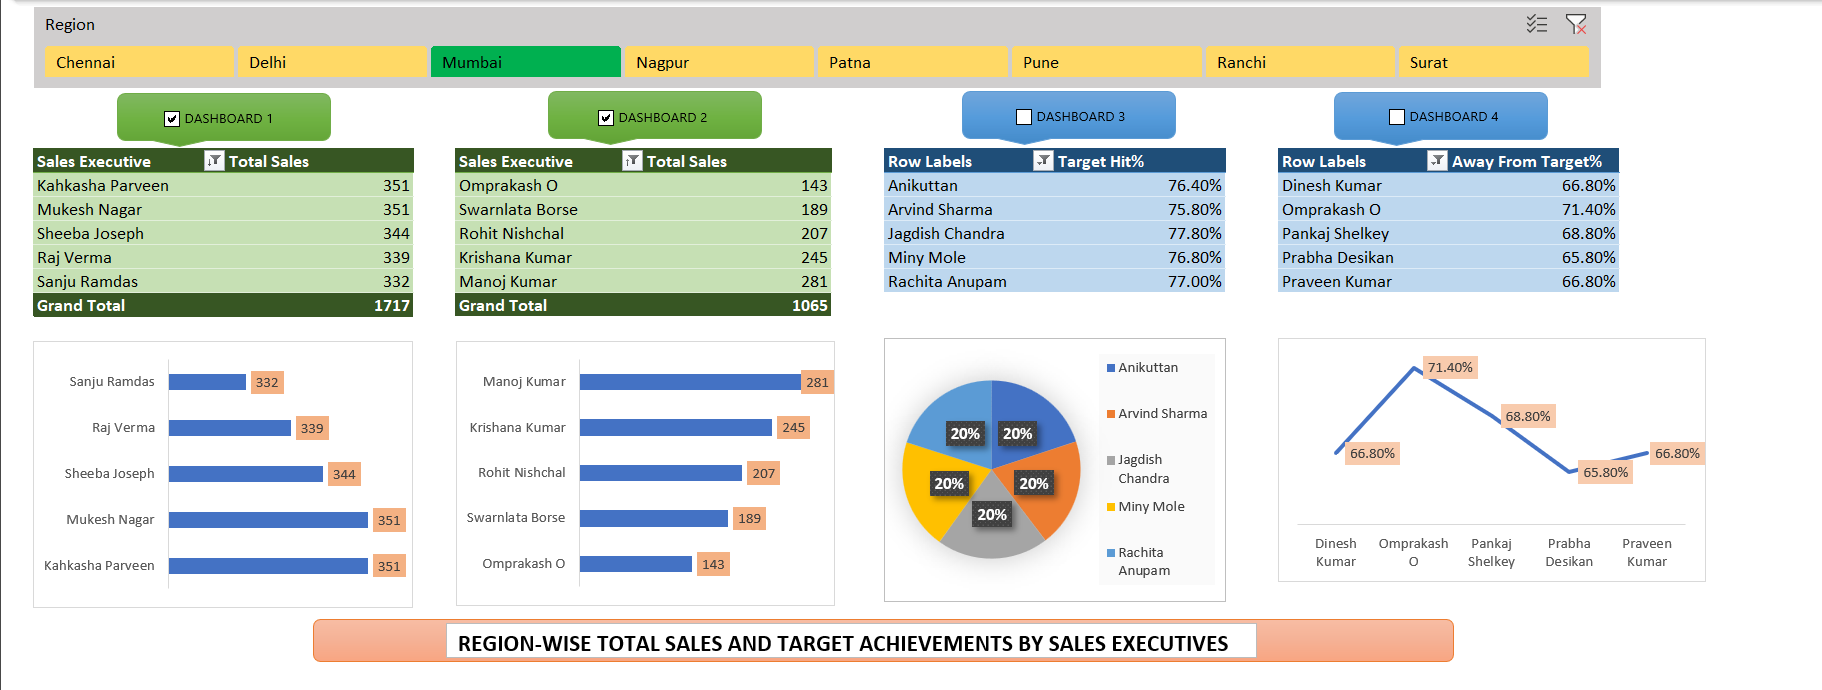 Region
Chennai Delhi Mumbai Nagpur Patna Pune Ranchi Surat
DASHBOARD 1
Sales Executive Total Sales
Kahkasha Parveen 351
Mukesh Nagar 351
Sheeba Joseph 344
Raj Verma 339
Sanju Ramdas 332
Grand Total 1717
DASHBOARD 2
Sales Executive Total Sales
Omprakash O 143
Swarnlata Borse 189
Rohit Nishchal 207
Krishana Kumar 245
Manoj Kumar 281
Grand Total 1065
DASHBOARD 3
Row Labels Target Hit%
Anikuttan 76.40%
Arvind Sharma 75.80%
Jagdish Chandra 77.80%
Miny Mole 76.80%
Rachita Anupam 77.00%
DASHBOARD 4
Row Labels Away From Target%
Dinesh Kumar 66.80%
Omprakash O 71.40%
Pankaj Shelkey 68.80%
Prabha Desikan 65.80%
Praveen Kumar 66.80%
Sanju Ramdas 332
Raj Verma 339
Sheeba Joseph 344
Mukesh Nagar 351
Kahkasha Parveen 351
Manoj Kumar 281
Krishana Kumar 245
Rohit Nishchal 207
Swarnlata Borse 189
Omprakash O 143
20% 20%
20% 20%
20%
Anikuttan
Arvind Sharma
Jagdish
Chandra
Miny Mole
Rachita
Anupam
71.40%
68.80%
66.80% 66.80%
65.80%
Dinesh Omprakash Pankaj Prabha Praveen
Kumar O Shelkey Desikan Kumar
REGION-WISE TOTAL SALES AND TARGET ACHIEVEMENTS BY SALES EXECUTIVES